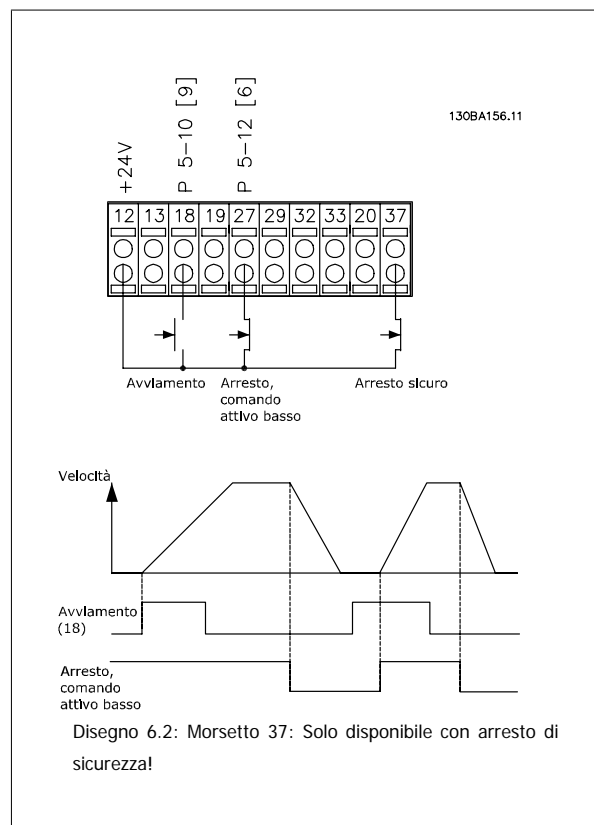 P 5-10 [9]
P 5-12 [6]
+24V
130BA156.11
12 13 18 19 27 29 32 33 20 37
Avviamento
Arresto,
comando
attivo basso
Arresto sicuro
Velocità
Avviamento
(18)
Arresto,
comando
attivo basso
Disegno 6.2: Morsetto 37: Solo disponibile con arresto di
sicurezza!